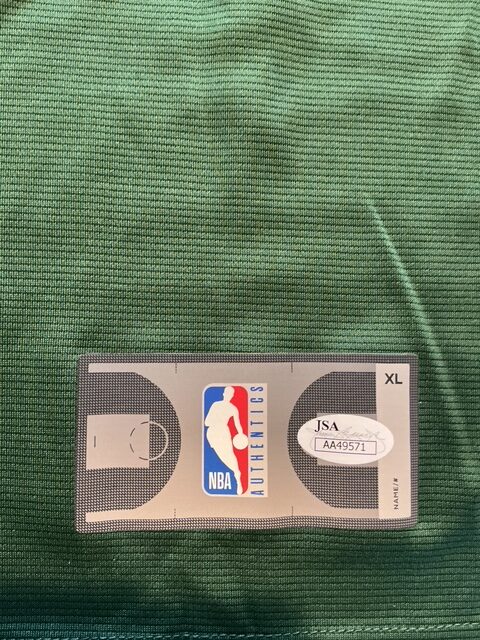 XL
NBA
AUTHENTICS
JSA
AA49571
NAME/#